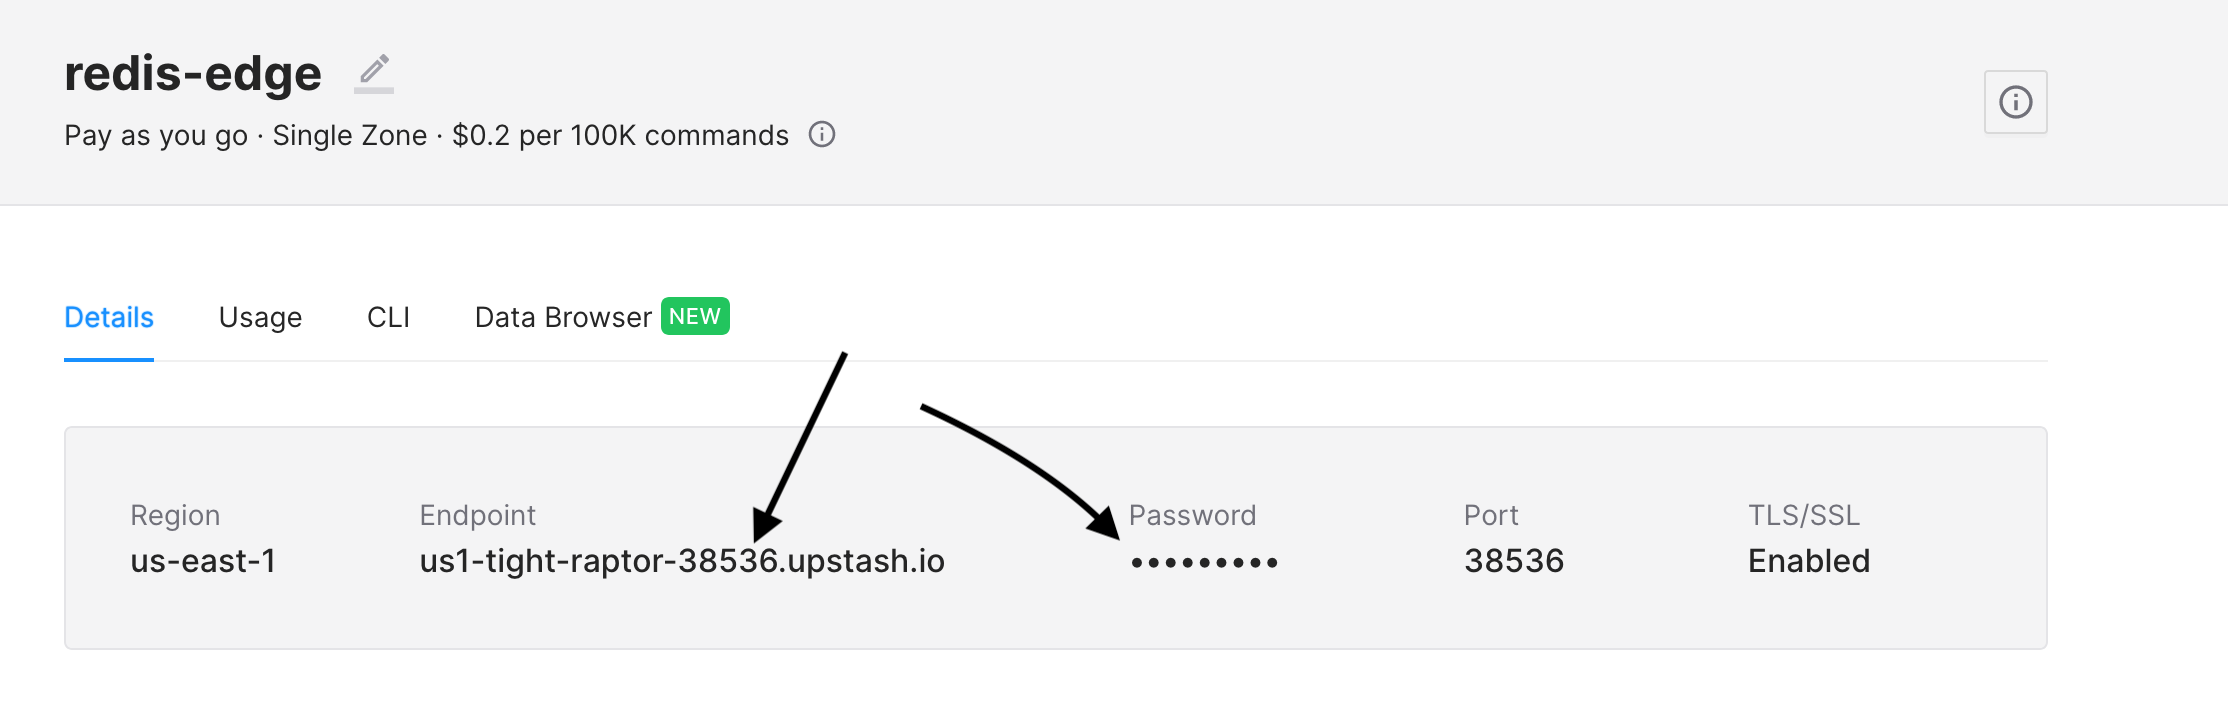 redis-edge
Pay as you go · Single Zone · $0.2 per 100K commands
Details Usage CLI Data Browser NEW
Region Endpoint Password Port TLS/SSL
us-east-1 us1-tight-raptor-38536.upstash.io ••••••••• 38536 Enabled